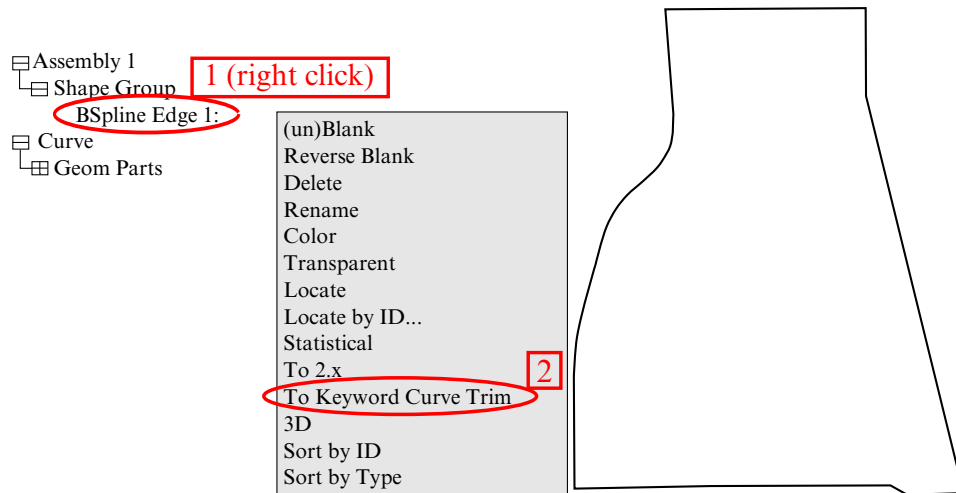 Assembly 1
Shape Group
1 (right click)
BSpline Edge 1:
Curve
Geom Parts
(un)Blank
Reverse Blank
Delete
Rename
Color
Transparent
Locate
Locate by ID...
Statistical
To 2.x
2
To Keyword Curve Trim
3D
Sort by ID
Sort by Type